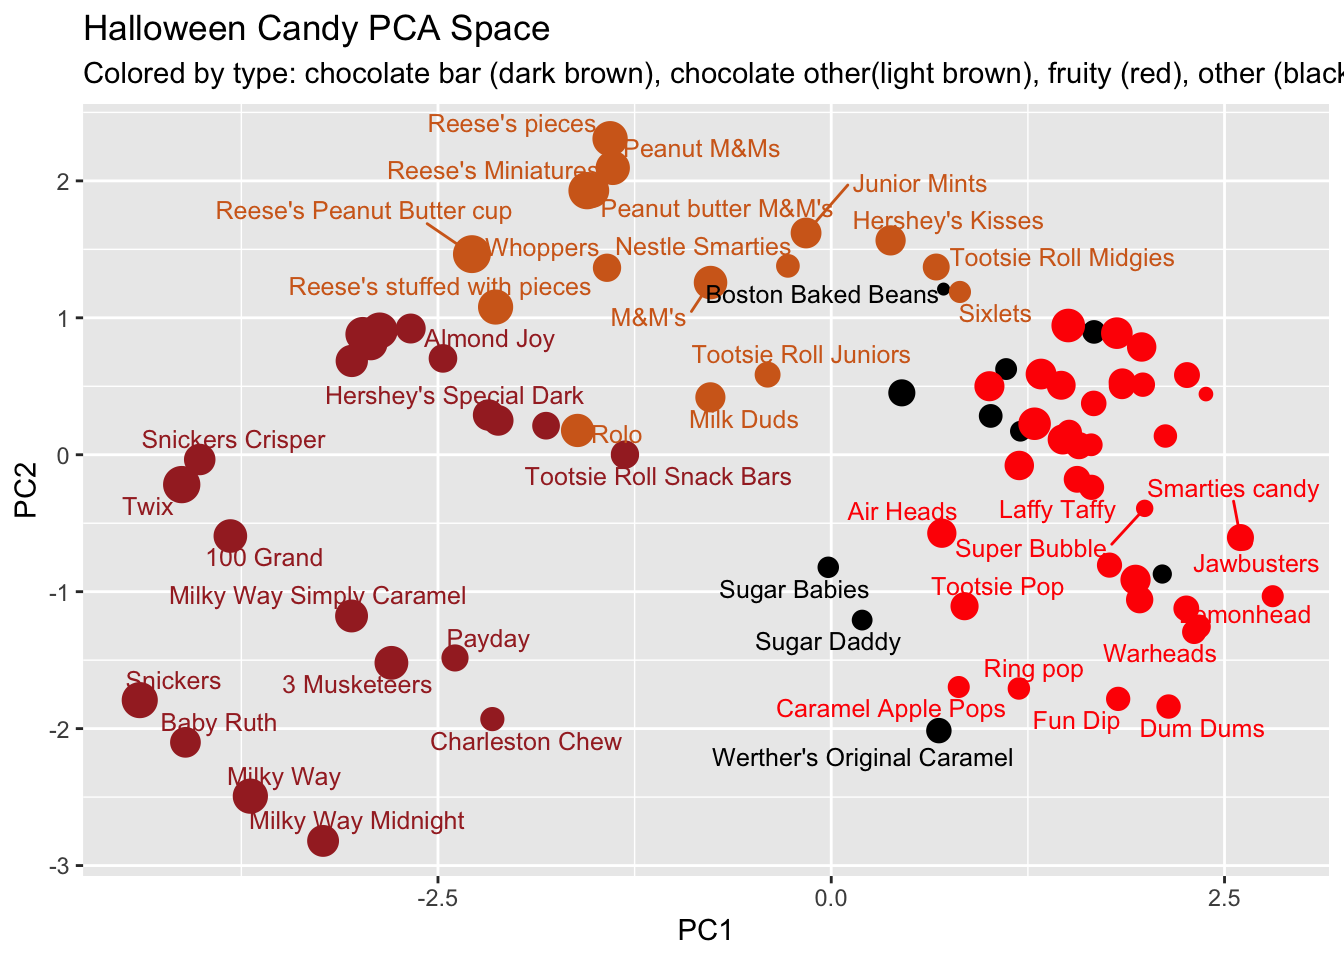 Halloween Candy PCA Space
Colored by type: chocolate bar (dark brown), chocolate other(light brown), fruity (red), other (black
Reese's pieces
Peanut M&Ms
Reese's Miniatures
Junior Mints
Reese's Peanut Butter cup
Peanut butter M&M's
Hershey's Kisses
Whoppers
Nestle Smarties
Tootsie Roll Midgies
Reese's stuffed with pieces
Boston Baked Beans
M&M's
Sixlets
Almond Joy
Tootsie Roll Juniors
Hershey's Special Dark
Milk Duds
Snickers Crisper
Rolo
Tootsie Roll Snack Bars
Smarties candy
Twix
Air Heads
Laffy Taffy
100 Grand
Super Bubble
Jawbusters
Milky Way Simply Caramel
Sugar Babies
Tootsie Pop
Lemonhead
Payday
Sugar Daddy
Warheads
Snickers
3 Musketeers
Ring pop
Baby Ruth
Caramel Apple Pops
Fun Dip
Dum Dums
Charleston Chew
Werther's Original Caramel
Milky Way
Milky Way Midnight
2
1
0
-1
-2
-3
PC2
-2.5
0.0
2.5
PC1